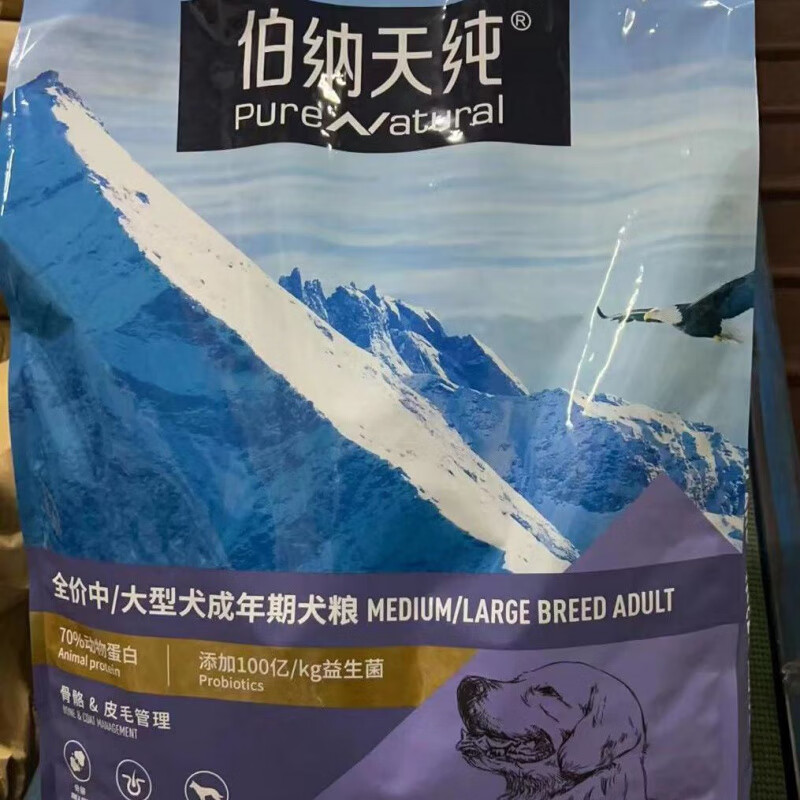 伯纳天纯®
Pure Natural
全价中/大型犬成年期犬粮 MEDIUM/LARGE BREED ADULT
70%动物蛋白
Animal protein
添加100亿/kg益生菌
Probiotics
骨骼 & 皮毛管理
BONE & COAT MANAGEMENT